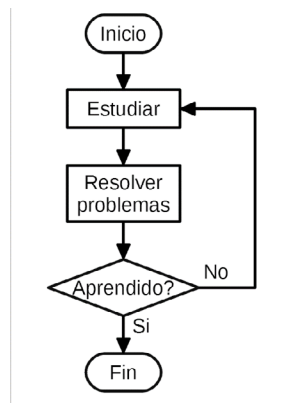 Inicio
Estudiar
Resolver
problemas
Aprendido?
No
Si
Fin